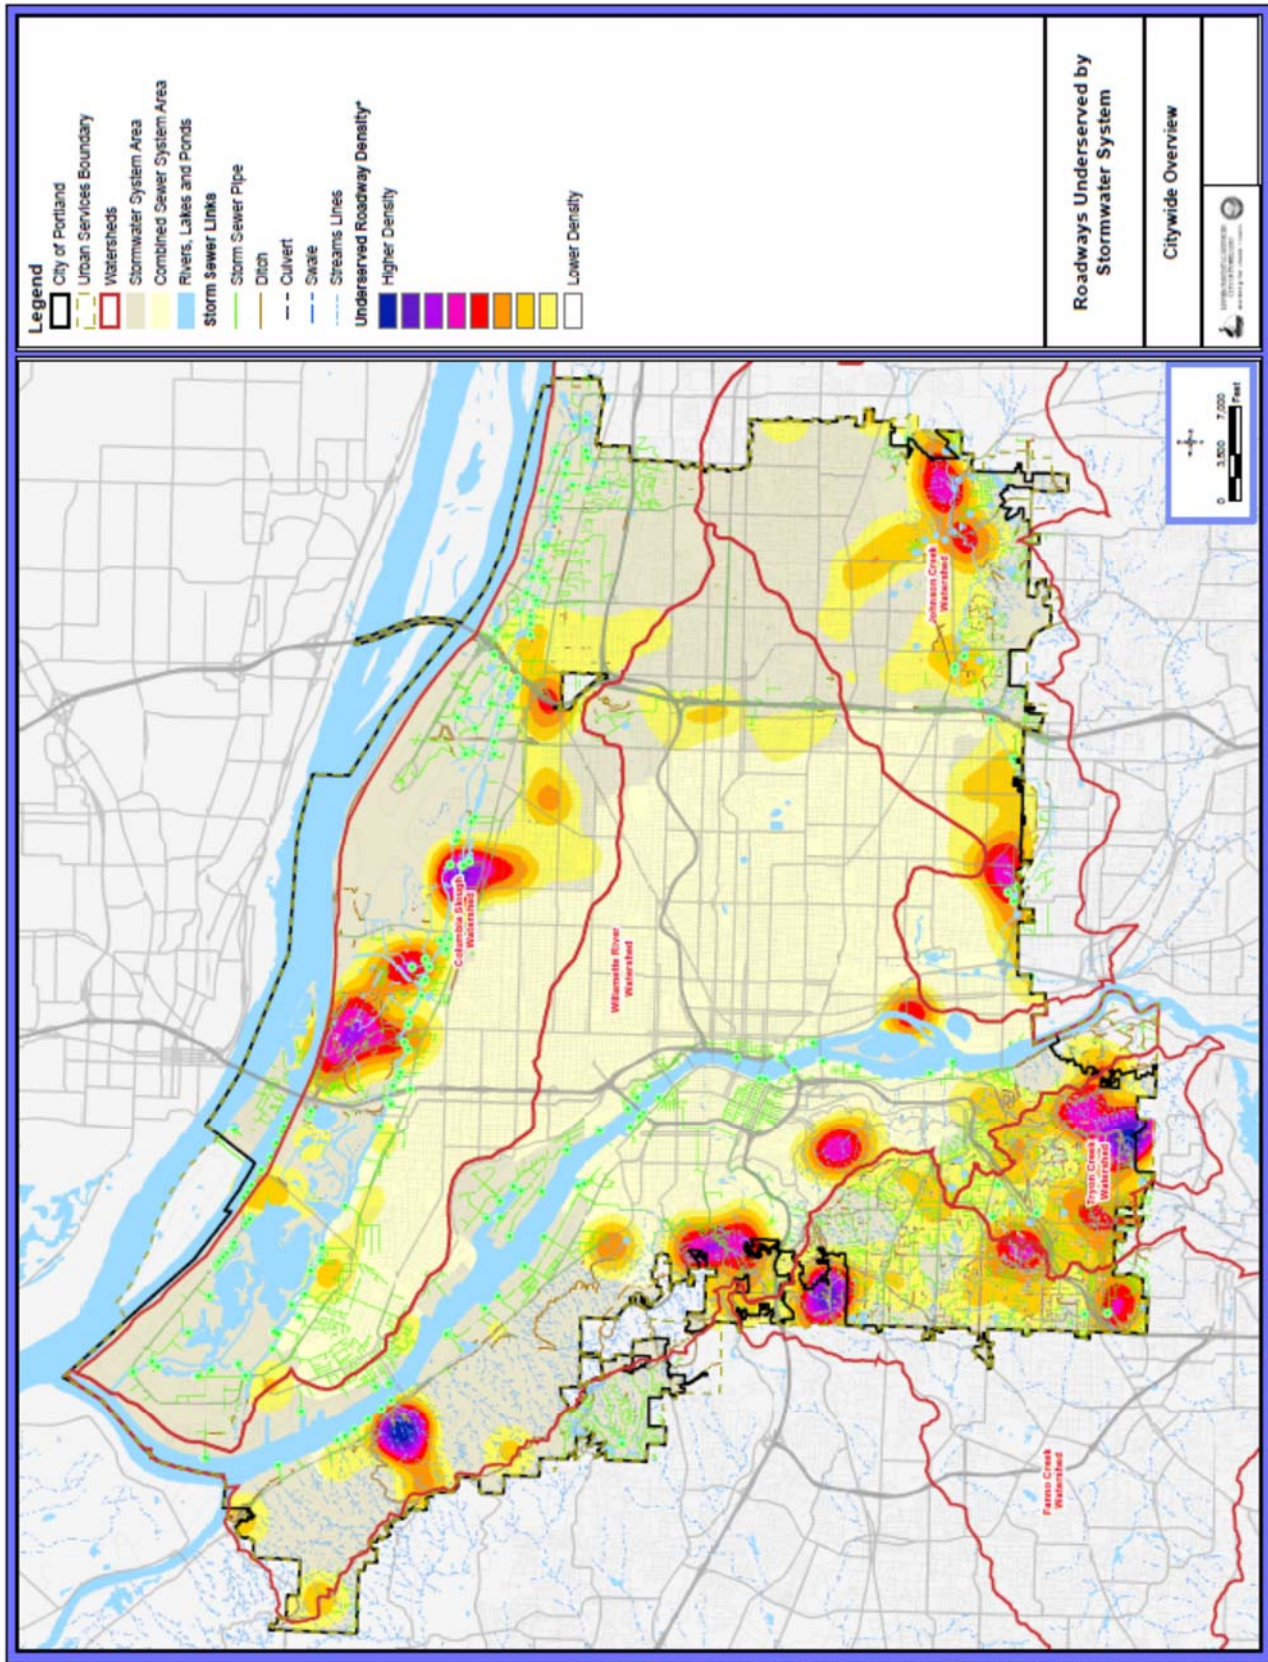 Legend
City of Portland
Urban Services Boundary
Watersheds
Stormwater System Area
Combined Sewer System Area
Rivers, Lakes and Ponds
Storm Sewer Links
Storm Sewer Pipe
Ditch
Culvert
Swale
Streams Lines
Underserved Roadway Density*
Higher Density
Lower Density
Roadways Underserved by
Stormwater System
Citywide Overview
Columbia Slough
Watershed
Willamette River
Watershed
Johnson Creek
Watershed
Tryon Creek
Watershed
Fanno Creek
Watershed
0 3,500 7,000
Feet